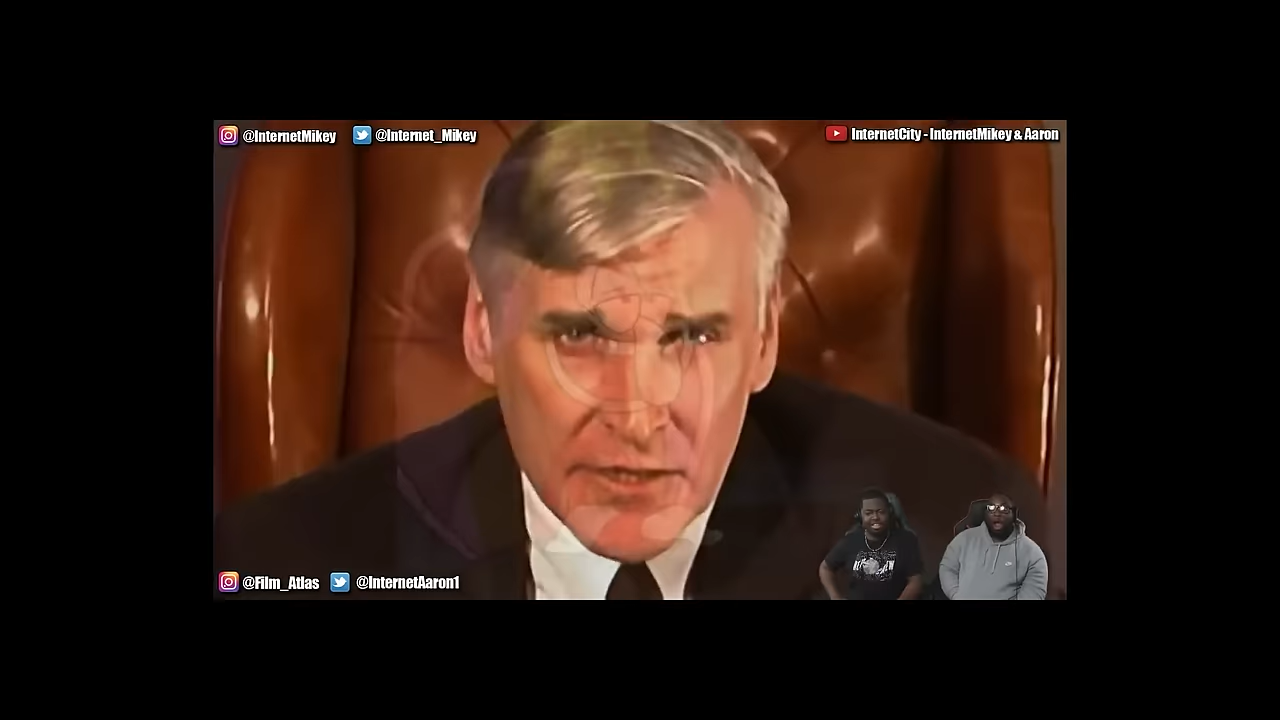 @InternetMikey @Internet_Mikey
InternetCity - InternetMikey & Aaron
@Film_Atlas @InternetAaron1